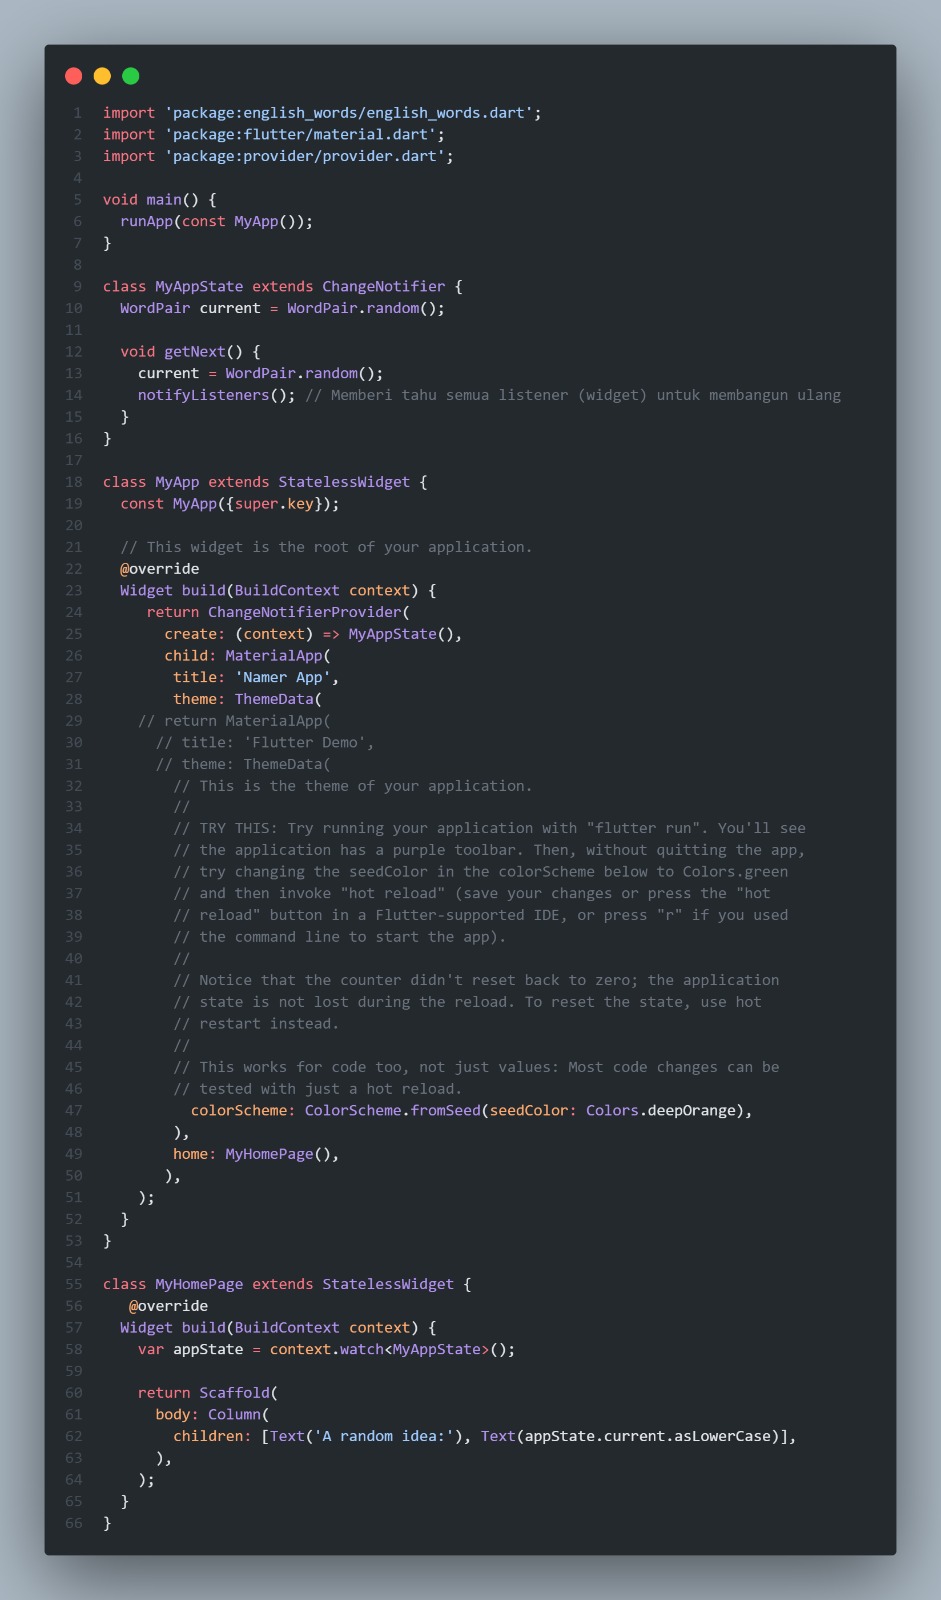 1 import 'package:english_words/english_words.dart';
2 import 'package:flutter/material.dart';
3 import 'package:provider/provider.dart';
4
5 void main() {
6   runApp(const MyApp());
7 }
8
9 class MyAppState extends ChangeNotifier {
10   WordPair current = WordPair.random();
11
12   void getNext() {
13     current = WordPair.random();
14     notifyListeners(); // Memberi tahu semua listener (widget) untuk membangun ulang
15   }
16 }
17
18 class MyApp extends StatelessWidget {
19   const MyApp({super.key});
20
21   // This widget is the root of your application.
22   @override
23   Widget build(BuildContext context) {
24      return ChangeNotifierProvider(
25        create: (context) => MyAppState(),
26        child: MaterialApp(
27         title: 'Namer App',
28         theme: ThemeData(
29     // return MaterialApp(
30       // title: 'Flutter Demo',
31       // theme: ThemeData(
32         // This is the theme of your application.
33         //
34         // TRY THIS: Try running your application with "flutter run". You'll see
35         // the application has a purple toolbar. Then, without quitting the app,
36         // try changing the seedColor in the colorScheme below to Colors.green
37         // and then invoke "hot reload" (save your changes or press the "hot
38         // reload" button in a Flutter-supported IDE, or press "r" if you used
39         // the command line to start the app).
40         //
41         // Notice that the counter didn't reset back to zero; the application
42         // state is not lost during the reload. To reset the state, use hot
43         // restart instead.
44         //
45         // This works for code too, not just values: Most code changes can be
46         // tested with just a hot reload.
47           colorScheme: ColorScheme.fromSeed(seedColor: Colors.deepOrange),
48         ),
49         home: MyHomePage(),
50        ),
51     );
52   }
53 }
54
55 class MyHomePage extends StatelessWidget {
56    @override
57   Widget build(BuildContext context) {
58     var appState = context.watch<MyAppState>();
59
60     return Scaffold(
61       body: Column(
62         children: [Text('A random idea:'), Text(appState.current.asLowerCase)],
63       ),
64     );
65   }
66 }